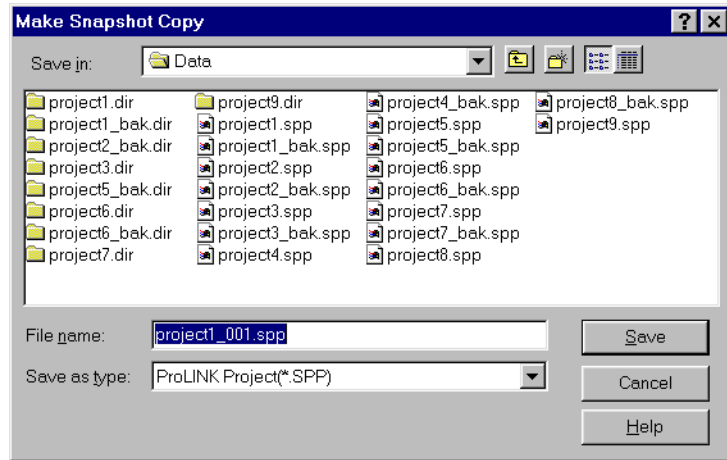 Make Snapshot Copy
Save in: Data
project1.dir project9.dir project4_bak.spp project8_bak.spp
project1_bak.dir project1.spp project5.spp project9.spp
project2_bak.dir project1_bak.spp project5_bak.spp
project3.dir project2.spp project6.spp
project5_bak.dir project2_bak.spp project6_bak.spp
project6.dir project3.spp project7.spp
project6_bak.dir project3_bak.spp project7_bak.spp
project7.dir project4.spp project8.spp
File name: project1_001.spp Save
Save as type: ProLINK Project(*.SPP) Cancel
Help